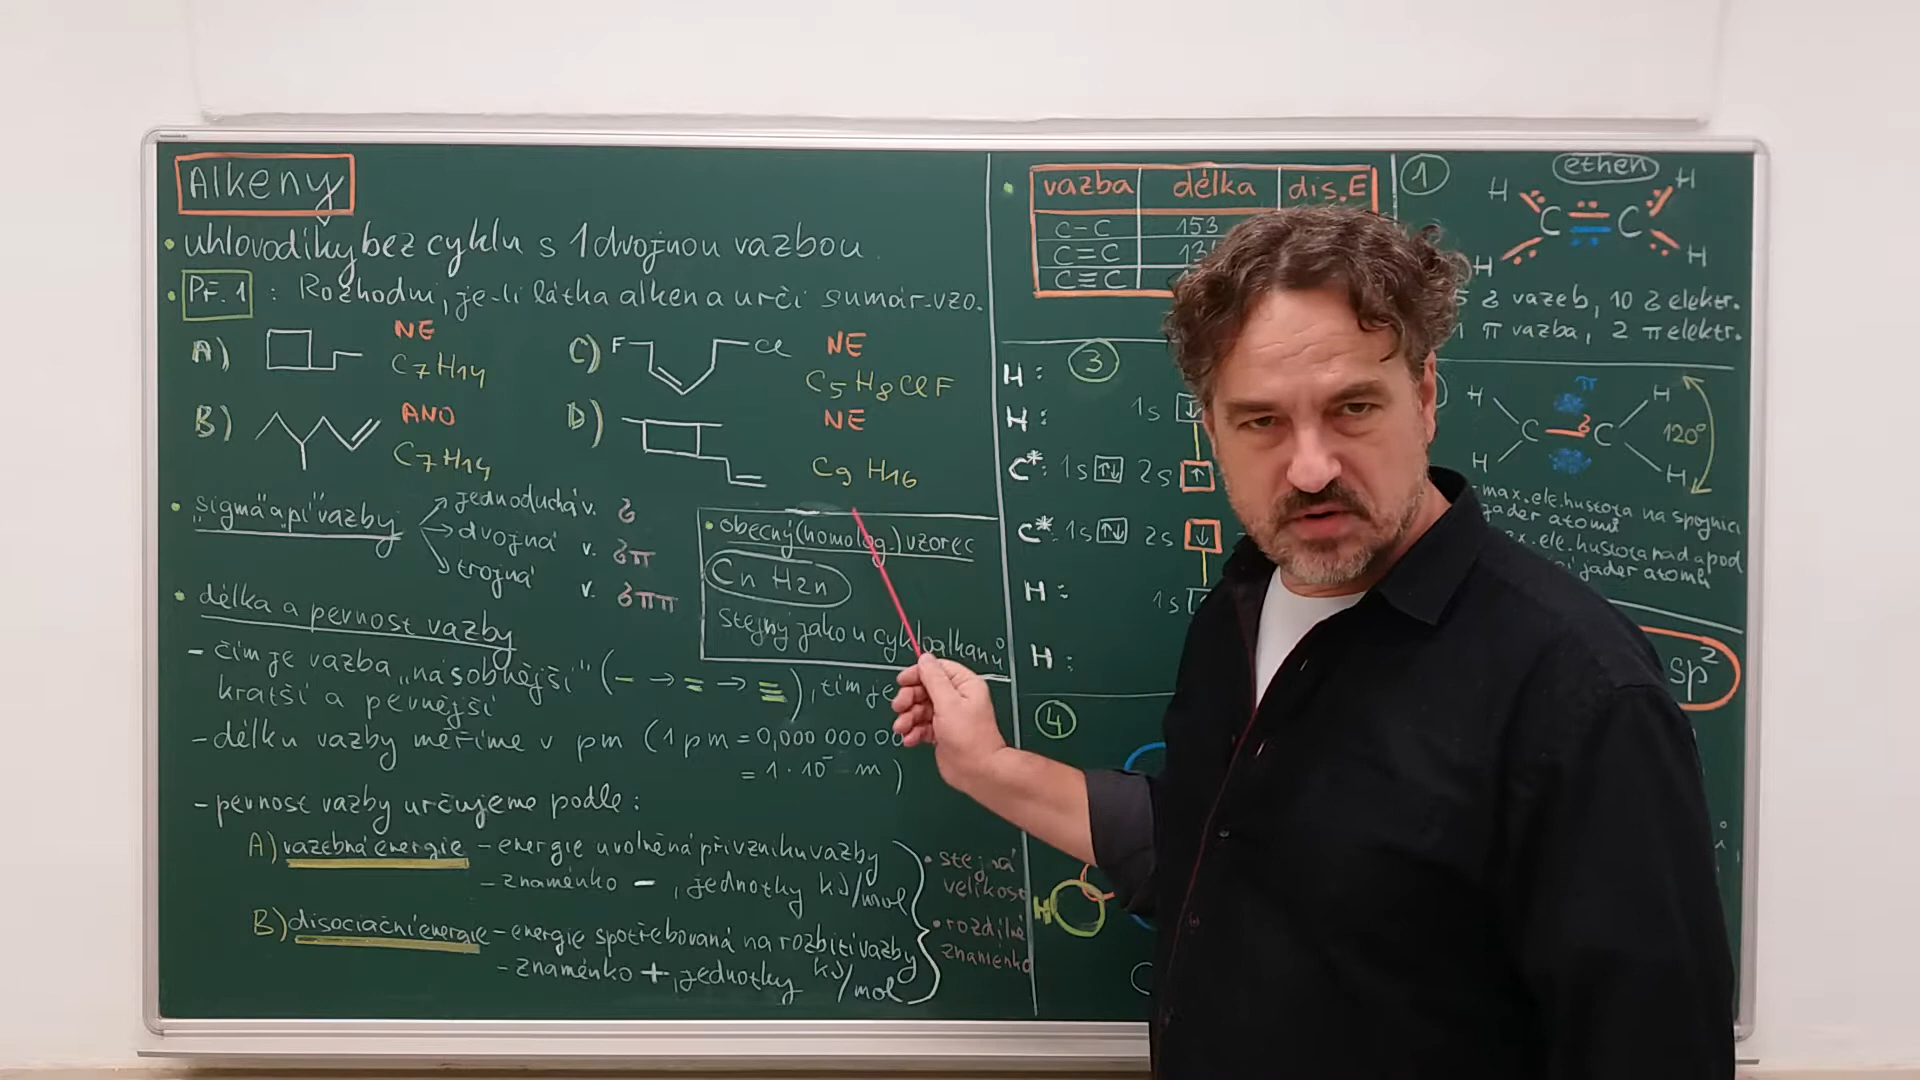 Alkeny
• uhlovodíky bez cyklu s 1 dvojnou vazbou.
• Př. 1 : Rozhodni, je-li látka alken a urči sumár. vzo.
A) NE
C7H14
B) ANO
C7H14
C) F Cl NE
C5H8ClF
D) NE
C9H16
• „sigma" a „pí" vazby
jednoduchá v. σ
dvojná v. σπ
trojná v. σππ
• obecný (homolog.) vzorec
CnH2n
stejný jako u cykloalkanů
• délka a pevnost vazby
- čím je vazba „násobnější" (– → = → ≡), tím je
kratší a pevnější
- délku vazby měříme v pm (1 pm = 0,000 000 00
= 1 · 10⁻ m)
- pevnost vazby určujeme podle:
A) vazebná energie - energie uvolněná při vzniku vazby
- znaménko –, jednotky kJ/mol
B) disociační energie - energie spotřebovaná na rozbití vazby
- znaménko +, jednotky kJ/mol
• stejná
velikost
• rozdílné
znaménko
• vazba délka dis.E
C-C 153
C=C
C≡C
1 ethen
H H
C C
H H
5 σ vazeb, 10 σ elektr.
1 π vazba, 2 π elektr.
π
H H
C σ C 120°
H H
- max. ele. hustota na spojnici
jader atomů
ele. hustota nad a pod
jader atomů
3
H:
H: 1s ↓
C*: 1s ↑↓ 2s ↑
C*: 1s ↑↓ 2s ↓
H: 1s
H:
sp²
4
H
C